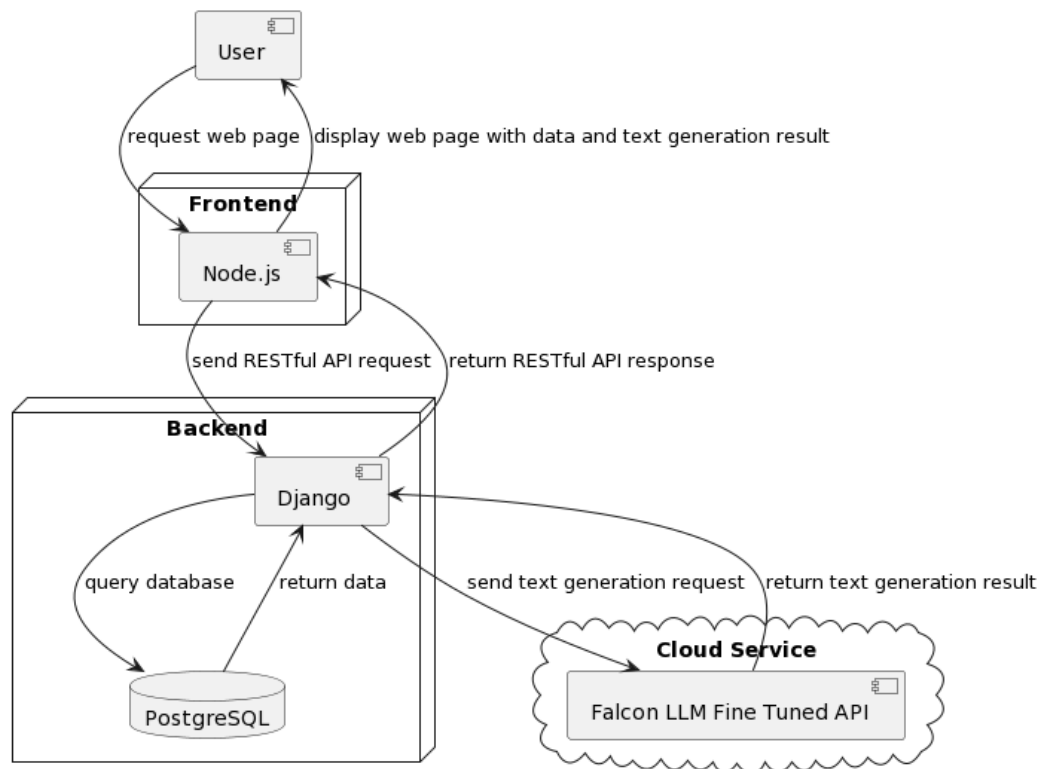 User
request web page
display web page with data and text generation result
Frontend
Node.js
send RESTful API request
return RESTful API response
Backend
Django
query database
return data
send text generation request
return text generation result
Cloud Service
PostgreSQL
Falcon LLM Fine Tuned API